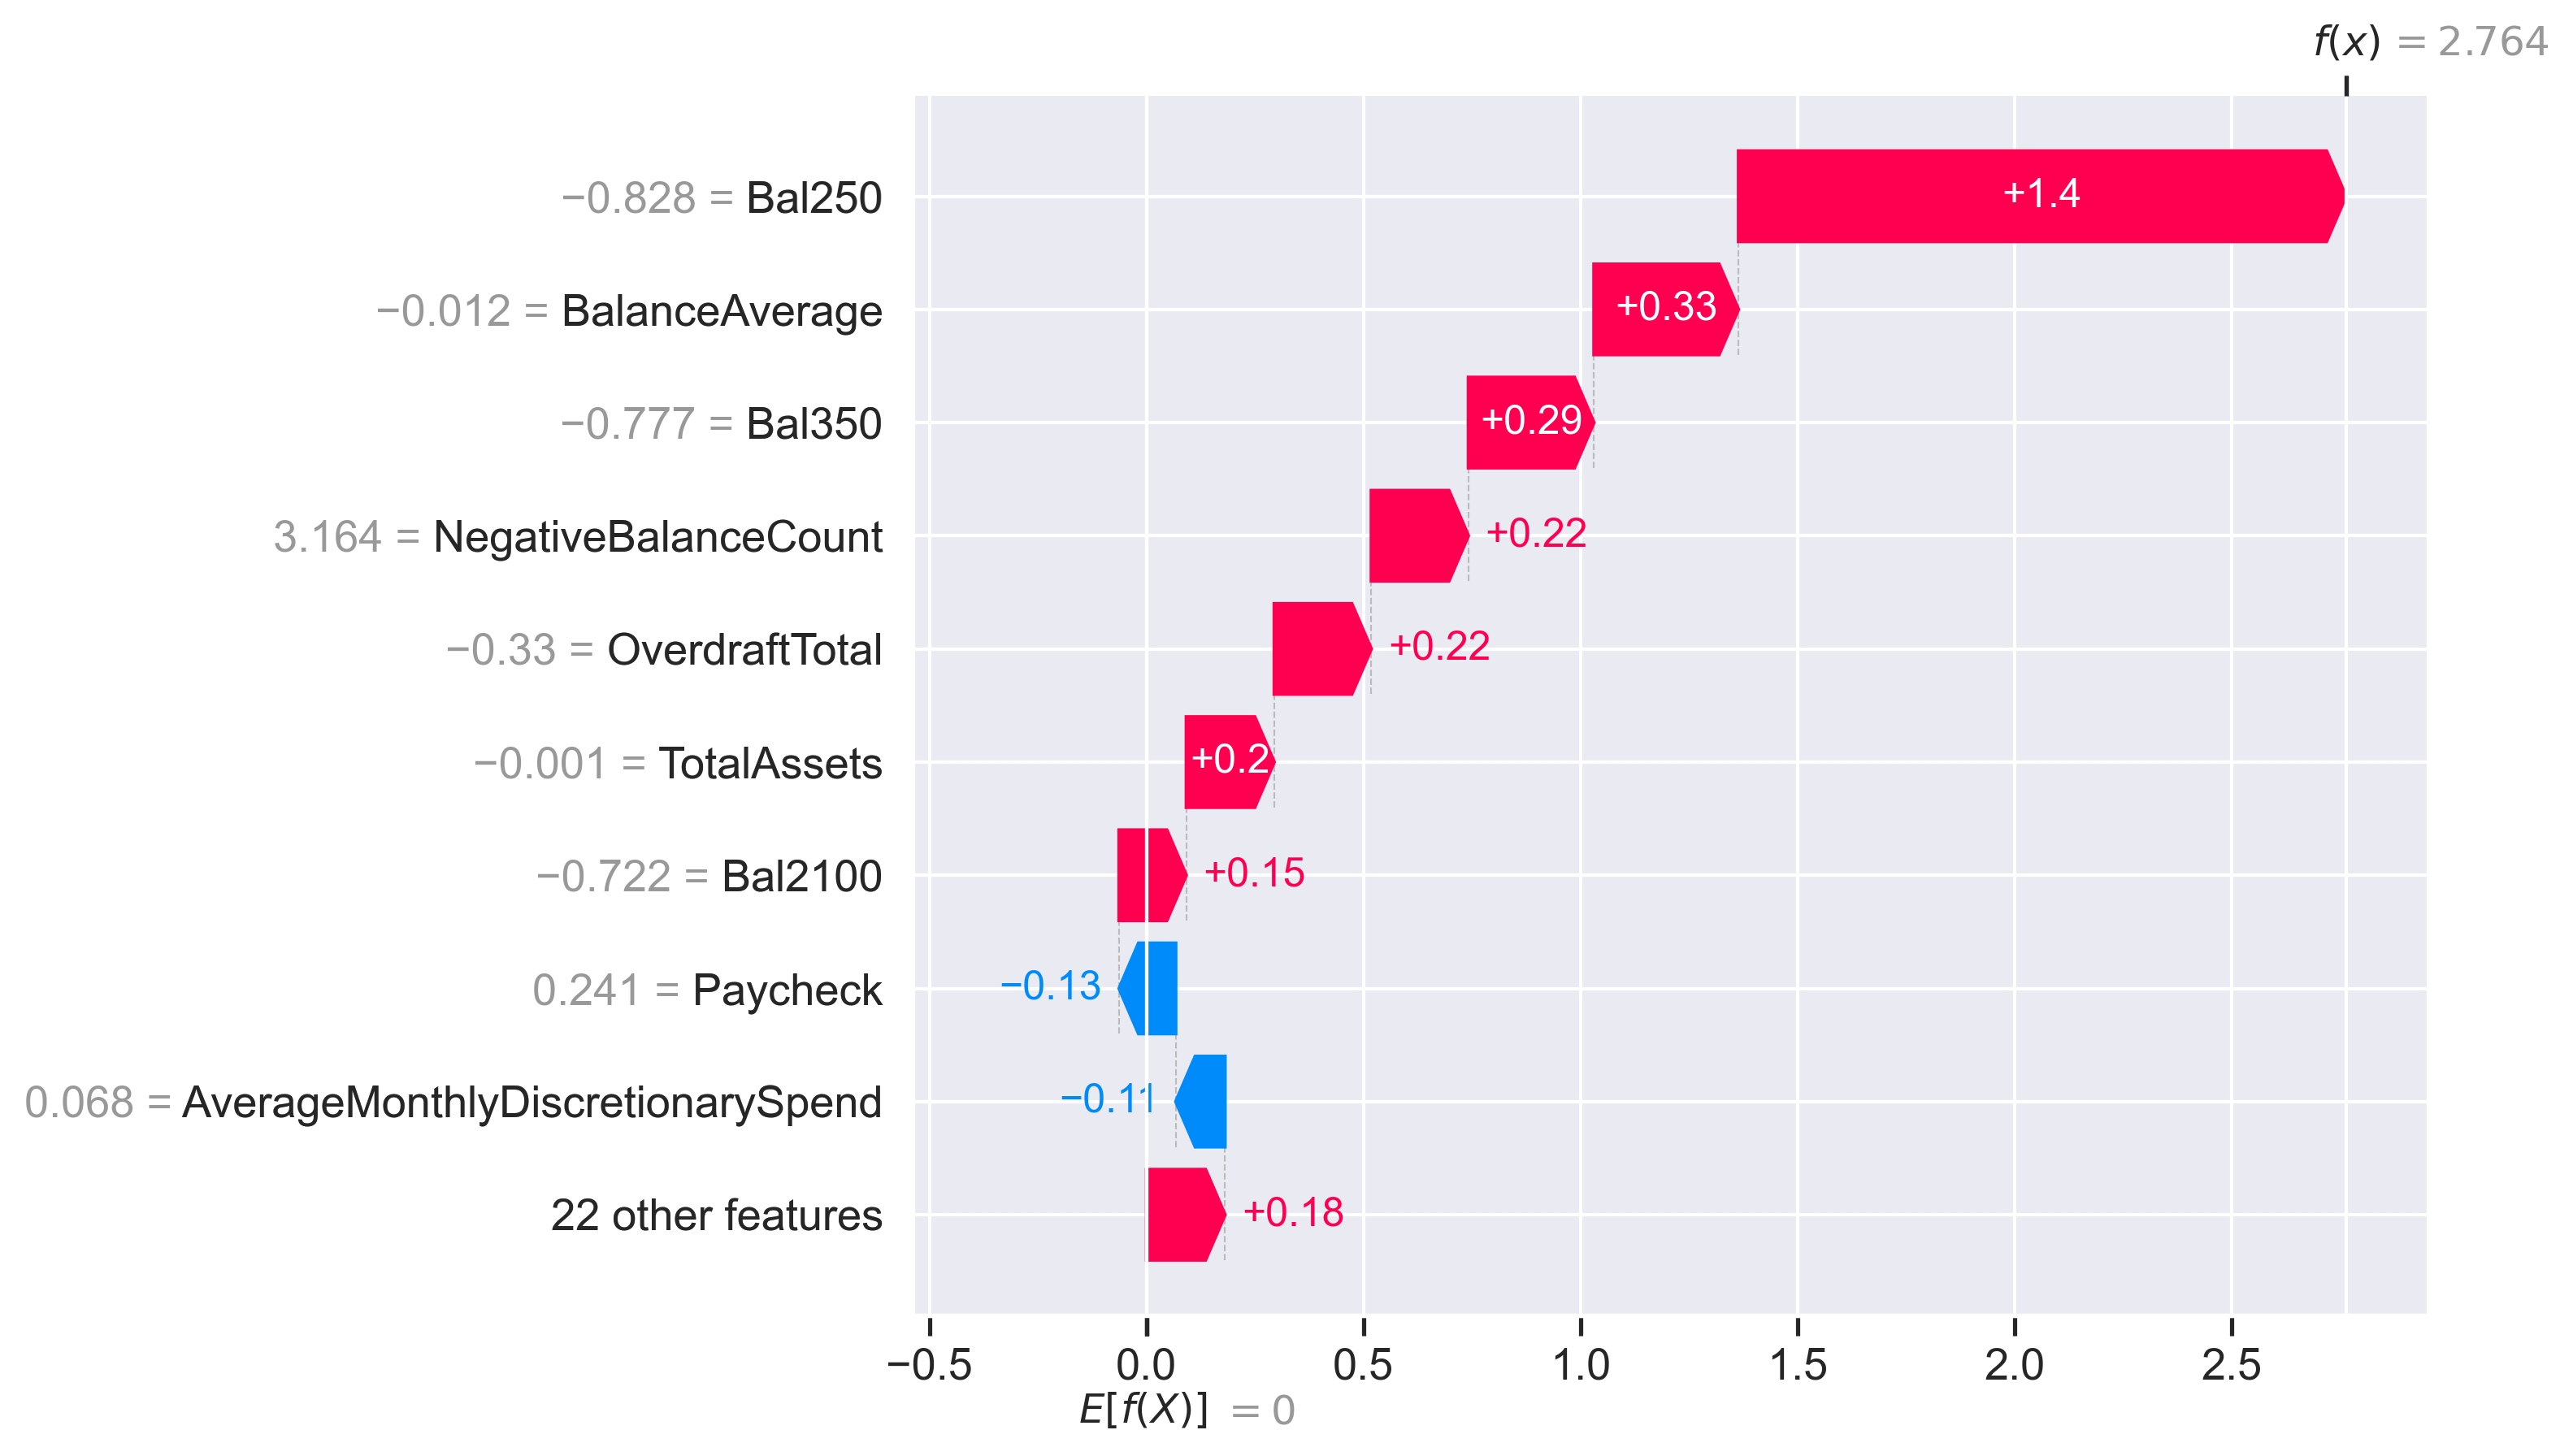 f(x) = 2.764
−0.828 = Bal250
+1.4
−0.012 = BalanceAverage
+0.33
−0.777 = Bal350
+0.29
3.164 = NegativeBalanceCount
+0.22
−0.33 = OverdraftTotal
+0.22
−0.001 = TotalAssets
+0.2
−0.722 = Bal2100
+0.15
0.241 = Paycheck
−0.13
0.068 = AverageMonthlyDiscretionarySpend
−0.11
22 other features
+0.18
−0.5 0.0 0.5 1.0 1.5 2.0 2.5
E[f(X)] = 0